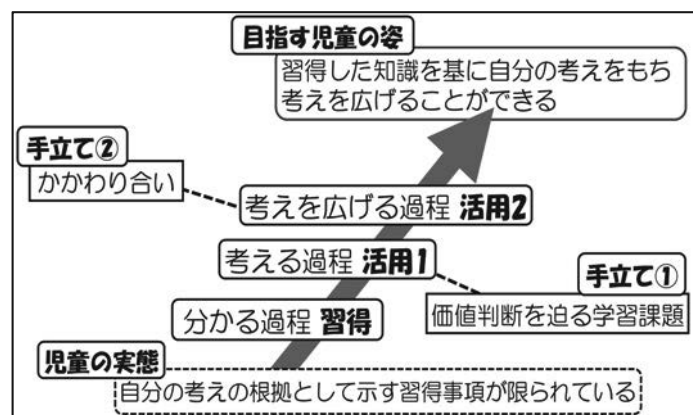 目指す児童の姿
習得した知識を基に自分の考えをもち
考えを広げることができる
手立て②
かかわり合い
考えを広げる過程 活用2
考える過程 活用1
手立て①
価値判断を迫る学習課題
分かる過程 習得
児童の実態
自分の考えの根拠として示す習得事項が限られている